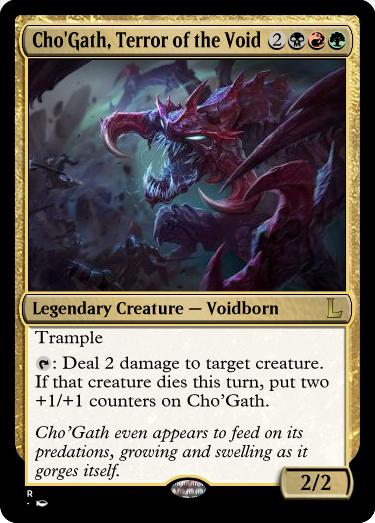 Cho'Gath, Terror of the Void 2
Legendary Creature — Voidborn L
Trample
: Deal 2 damage to target creature.
If that creature dies this turn, put two
+1/+1 counters on Cho'Gath.
Cho'Gath even appears to feed on its
predations, growing and swelling as it
gorges itself.
2/2
R